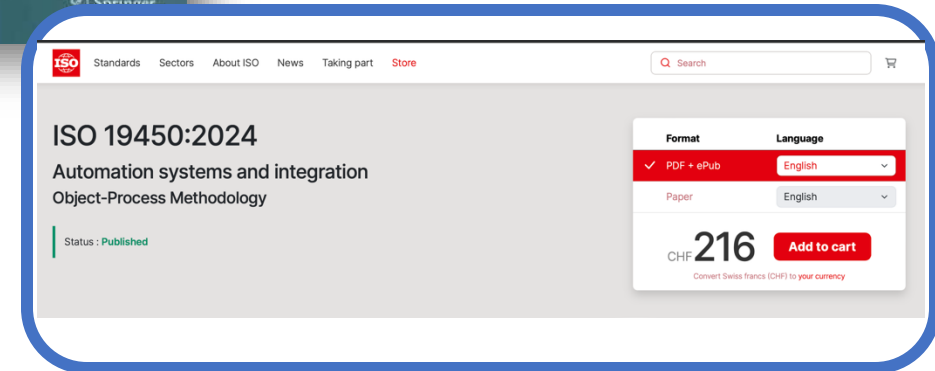 Springer
ISO Standards Sectors About ISO News Taking part Store Search
ISO 19450:2024
Automation systems and integration
Object-Process Methodology
Status : Published
Format Language
PDF + ePub English
Paper English
CHF 216 Add to cart
Convert Swiss francs (CHF) to your currency